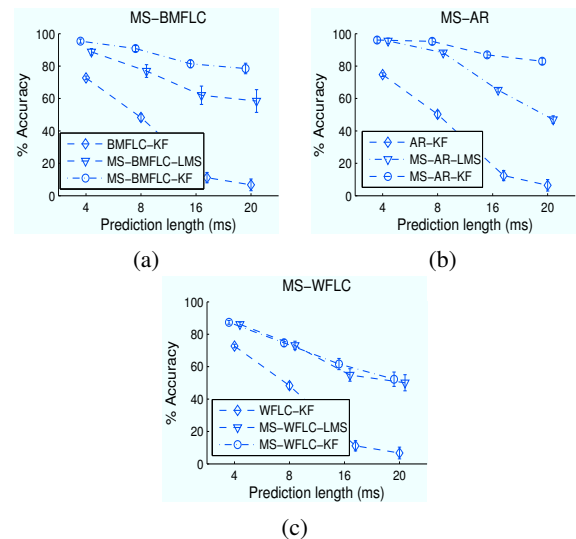 MS-BMFLC
100
80
60
40
20
0
% Accuracy
BMFLC-KF
MS-BMFLC-LMS
MS-BMFLC-KF
4 8 16 20
Prediction length (ms)
(a)
MS-AR
100
80
60
40
20
0
% Accuracy
AR-KF
MS-AR-LMS
MS-AR-KF
4 8 16 20
Prediction length (ms)
(b)
MS-WFLC
100
80
60
40
20
0
% Accuracy
WFLC-KF
MS-WFLC-LMS
MS-WFLC-KF
4 8 16 20
Prediction length (ms)
(c)